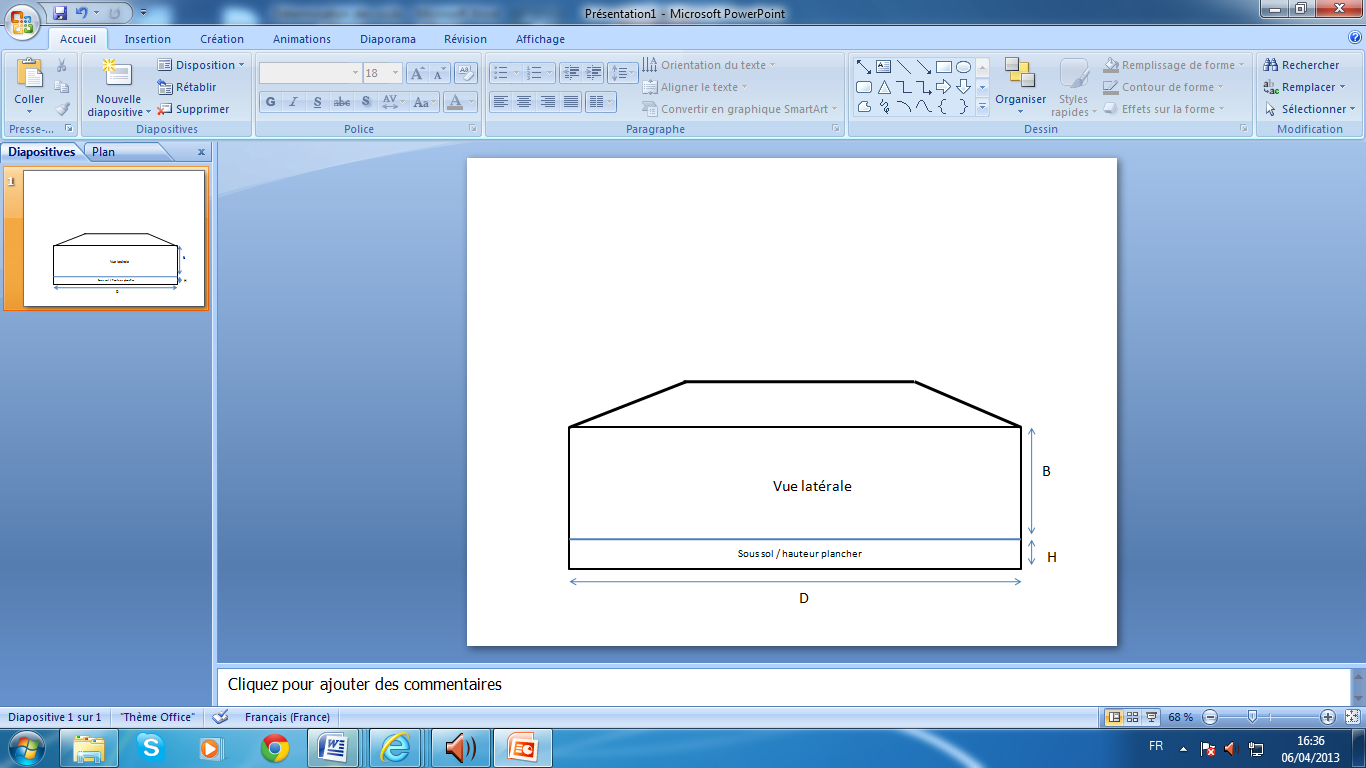 Présentation1 - Microsoft PowerPoint
Accueil Insertion Création Animations Diaporama Révision Affichage
Coller
Presse-...
Nouvelle diapositive
Disposition
Rétablir
Supprimer
Diapositives
18
G I S abc S AV Aa A
Police
Orientation du texte
Aligner le texte
Convertir en graphique SmartArt
Paragraphe
Organiser
Styles rapides
Remplissage de forme
Contour de forme
Effets sur la forme
Dessin
Rechercher
Remplacer
Sélectionner
Modification
Diapositives Plan x
1
Vue latérale
B
Sous sol / hauteur plancher
H
D
Cliquez pour ajouter des commentaires
Diapositive 1 sur 1 "Thème Office" Français (France) 68 %
FR
16:36
06/04/2013